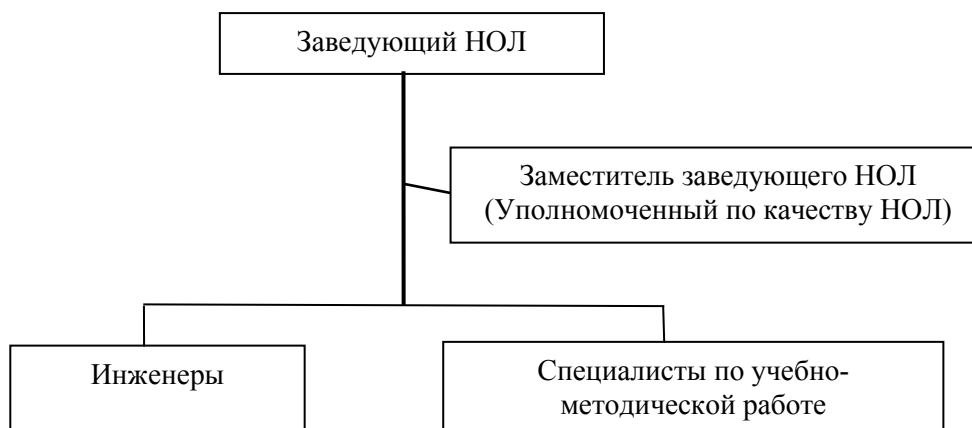 Заведующий НОЛ
Заместитель заведующего НОЛ
(Уполномоченный по качеству НОЛ)
Инженеры
Специалисты по учебно-
методической работе